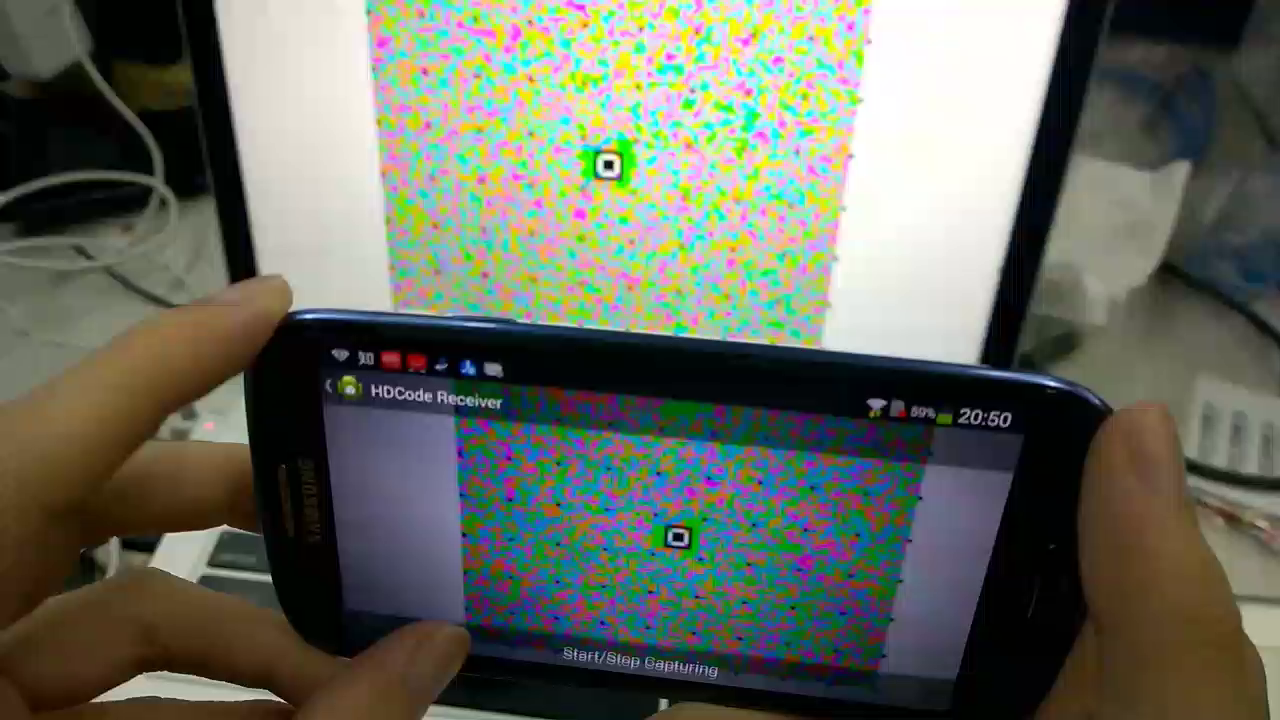 59% 20:50
HDCode Receiver
SAMSUNG
Start/Stop Capturing